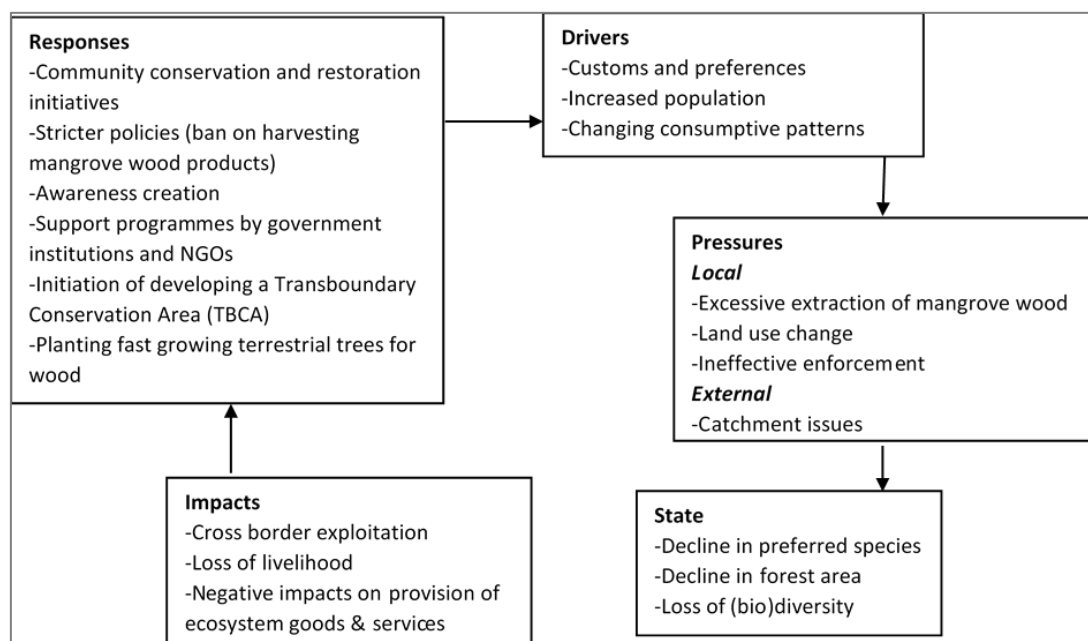 Responses
-Community conservation and restoration
initiatives
-Stricter policies (ban on harvesting
mangrove wood products)
-Awareness creation
-Support programmes by government
institutions and NGOs
-Initiation of developing a Transboundary
Conservation Area (TBCA)
-Planting fast growing terrestrial trees for
wood
Drivers
-Customs and preferences
-Increased population
-Changing consumptive patterns
Pressures
Local
-Excessive extraction of mangrove wood
-Land use change
-Ineffective enforcement
External
-Catchment issues
State
-Decline in preferred species
-Decline in forest area
-Loss of (bio)diversity
Impacts
-Cross border exploitation
-Loss of livelihood
-Negative impacts on provision of
ecosystem goods & services